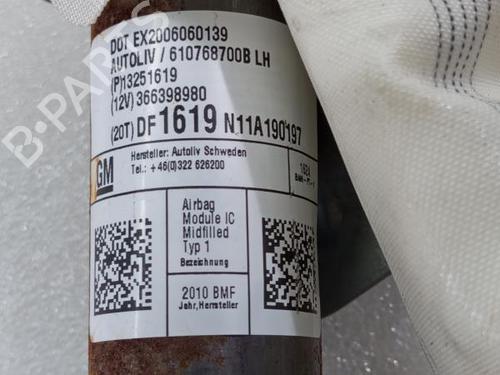 DOT EX2006060139
AUTOLIV / 610768700B LH
(P)13251619
(12V) 366398980
(20T) DF1619 N11A190197
GM
Hersteller: Autoliv Schweden
Tel.: +46(0)322 626200
Airbag
Module IC
Midfilled
Typ 1
Bezeichnung
2010 BMF
Jahr, Hersteller
B-PARTS